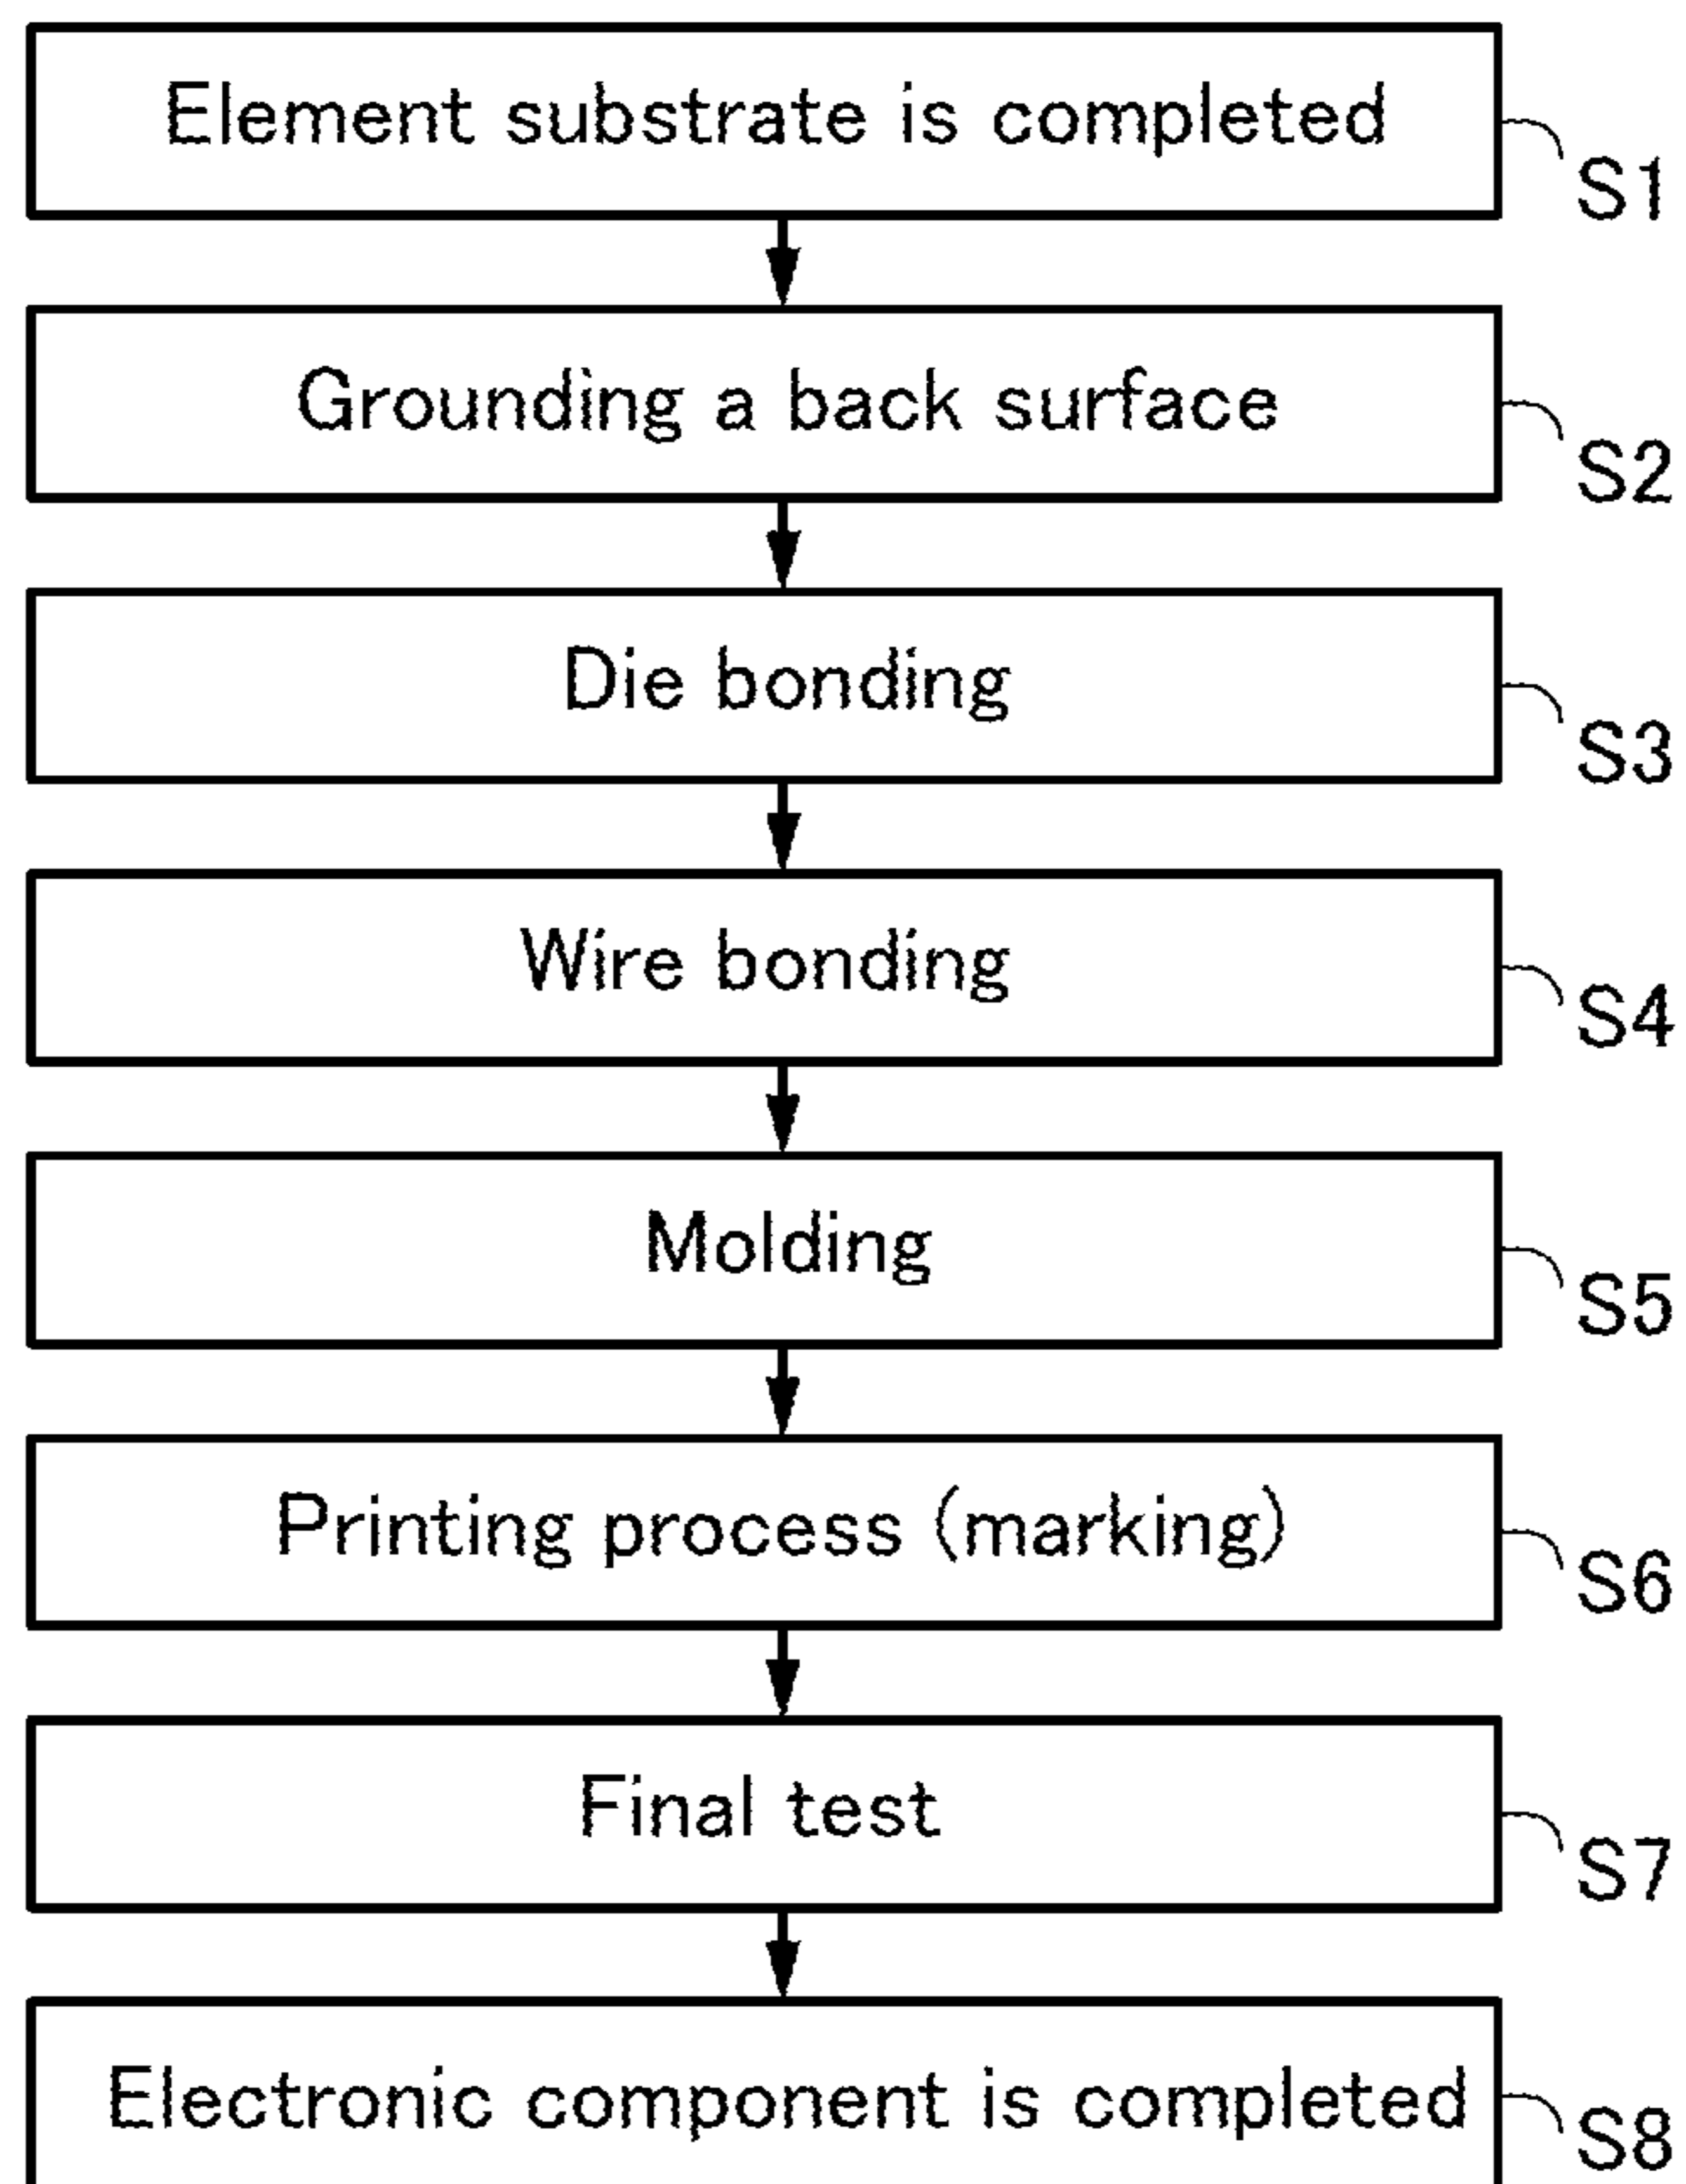 Element substrate is completed
S1
Grounding a back surface
S2
Die bonding
S3
Wire bonding
S4
Molding
S5
Printing process (marking)
S6
Final test
S7
Electronic component is completed
S8